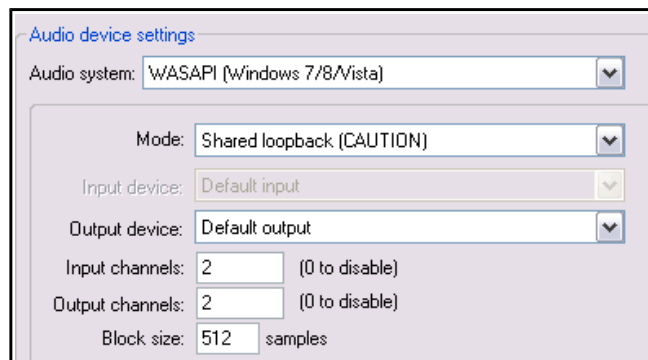 Audio device settings
Audio system: WASAPI (Windows 7/8/Vista)
Mode: Shared loopback (CAUTION)
Input device: Default input
Output device: Default output
Input channels: 2 (0 to disable)
Output channels: 2 (0 to disable)
Block size: 512 samples